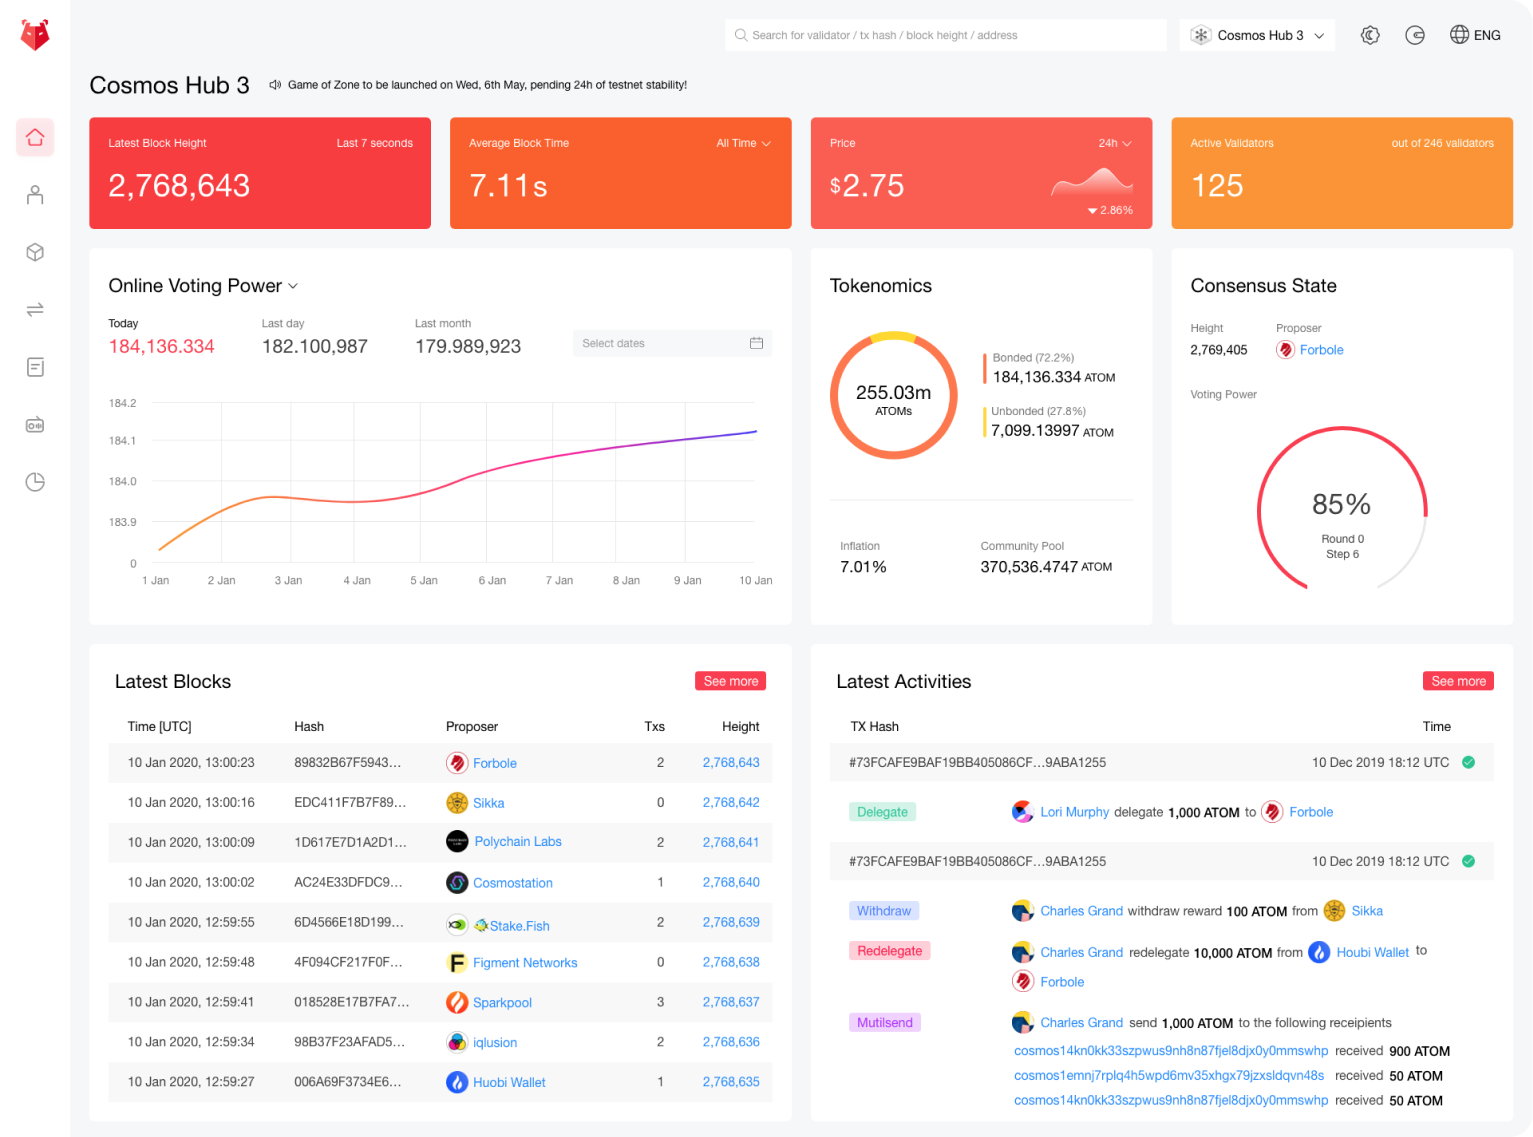 Search for validator / tx hash / block height / address
Cosmos Hub 3
ENG
Cosmos Hub 3
Game of Zone to be launched on Wed, 6th May, pending 24h of testnet stability!
Latest Block Height
Last 7 seconds
2,768,643
Average Block Time
All Time
7.11s
Price
24h
$2.75
2.86%
Active Validators
out of 246 validators
125
Online Voting Power
Today
184,136.334
Last day
182.100,987
Last month
179.989,923
Select dates
184.2
184.1
184.0
183.9
0
1 Jan
2 Jan
3 Jan
4 Jan
5 Jan
6 Jan
7 Jan
8 Jan
9 Jan
10 Jan
Tokenomics
255.03m
ATOMs
Bonded (72.2%)
184,136.334 ATOM
Unbonded (27.8%)
7,099.13997 ATOM
Inflation
7.01%
Community Pool
370,536.4747 ATOM
Consensus State
Height
2,769,405
Proposer
Forbole
Voting Power
85%
Round 0
Step 6
Latest Blocks
See more
Time [UTC] Hash Proposer Txs Height
10 Jan 2020, 13:00:23 89832B67F5943... Forbole 2 2,768,643
10 Jan 2020, 13:00:16 EDC411F7B7F89... Sikka 0 2,768,642
10 Jan 2020, 13:00:09 1D617E7D1A2D1... Polychain Labs 2 2,768,641
10 Jan 2020, 13:00:02 AC24E33DFDC9... Cosmostation 1 2,768,640
10 Jan 2020, 12:59:55 6D4566E18D199... Stake.Fish 2 2,768,639
10 Jan 2020, 12:59:48 4F094CF217F0F... Figment Networks 0 2,768,638
10 Jan 2020, 12:59:41 018528E17B7FA7... Sparkpool 3 2,768,637
10 Jan 2020, 12:59:34 98B37F23AFAD5... iqlusion 2 2,768,636
10 Jan 2020, 12:59:27 006A69F3734E6... Huobi Wallet 1 2,768,635
Latest Activities
See more
TX Hash Time
#73FCAFE9BAF19BB405086CF...9ABA1255 10 Dec 2019 18:12 UTC
Delegate Lori Murphy delegate 1,000 ATOM to Forbole
#73FCAFE9BAF19BB405086CF...9ABA1255 10 Dec 2019 18:12 UTC
Withdraw Charles Grand withdraw reward 100 ATOM from Sikka
Redelegate Charles Grand redelegate 10,000 ATOM from Houbi Wallet to
Forbole
Mutilsend Charles Grand send 1,000 ATOM to the following receipients
cosmos14kn0kk33szpwus9nh8n87fjel8djx0y0mmswhp received 900 ATOM
cosmos1emnj7rplq4h5wpd6mv35xhgx79jzxsldqvn48s received 50 ATOM
cosmos14kn0kk33szpwus9nh8n87fjel8djx0y0mmswhp received 50 ATOM